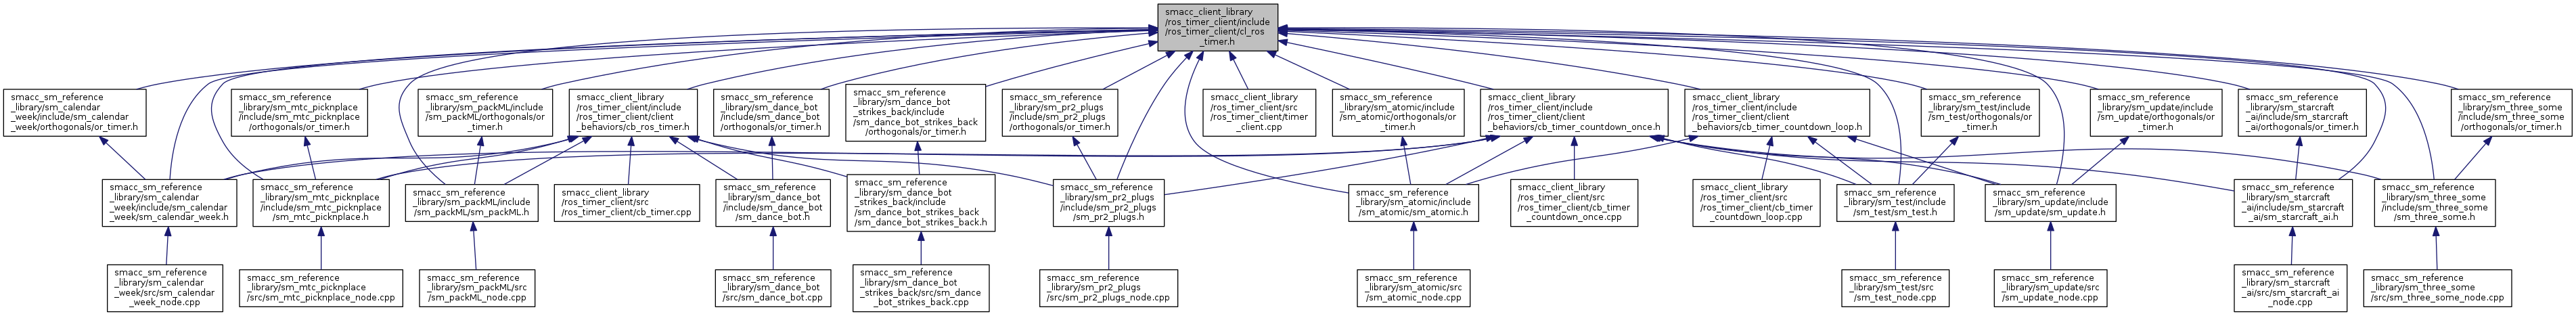 smacc_client_library
/ros_timer_client/include
/ros_timer_client/cl_ros
_timer.h
smacc_sm_reference
_library/sm_calendar
_week/include/sm_calendar
_week/orthogonals/or_timer.h
smacc_sm_reference
_library/sm_mtc_picknplace
/include/sm_mtc_picknplace
/orthogonals/or_timer.h
smacc_sm_reference
_library/sm_packML/include
/sm_packML/orthogonals/or
_timer.h
smacc_client_library
/ros_timer_client/include
/ros_timer_client/client
_behaviors/cb_ros_timer.h
smacc_sm_reference
_library/sm_dance_bot
/include/sm_dance_bot
/orthogonals/or_timer.h
smacc_sm_reference
_library/sm_dance_bot
_strikes_back/include
/sm_dance_bot_strikes_back
/orthogonals/or_timer.h
smacc_sm_reference
_library/sm_pr2_plugs
/include/sm_pr2_plugs
/orthogonals/or_timer.h
smacc_client_library
/ros_timer_client/src
/ros_timer_client/timer
_client.cpp
smacc_sm_reference
_library/sm_atomic/include
/sm_atomic/orthogonals/or
_timer.h
smacc_client_library
/ros_timer_client/include
/ros_timer_client/client
_behaviors/cb_timer_countdown_once.h
smacc_client_library
/ros_timer_client/include
/ros_timer_client/client
_behaviors/cb_timer_countdown_loop.h
smacc_sm_reference
_library/sm_test/include
/sm_test/orthogonals/or
_timer.h
smacc_sm_reference
_library/sm_update/include
/sm_update/orthogonals/or
_timer.h
smacc_sm_reference
_library/sm_starcraft
_ai/include/sm_starcraft
_ai/orthogonals/or_timer.h
smacc_sm_reference
_library/sm_three_some
/include/sm_three_some
/orthogonals/or_timer.h
smacc_sm_reference
_library/sm_calendar
_week/include/sm_calendar
_week/sm_calendar_week.h
smacc_sm_reference
_library/sm_mtc_picknplace
/include/sm_mtc_picknplace
/sm_mtc_picknplace.h
smacc_sm_reference
_library/sm_packML/include
/sm_packML/sm_packML.h
smacc_client_library
/ros_timer_client/src
/ros_timer_client/cb_timer.cpp
smacc_sm_reference
_library/sm_dance_bot
/include/sm_dance_bot
/sm_dance_bot.h
smacc_sm_reference
_library/sm_dance_bot
_strikes_back/include
/sm_dance_bot_strikes_back
/sm_dance_bot_strikes_back.h
smacc_sm_reference
_library/sm_pr2_plugs
/include/sm_pr2_plugs
/sm_pr2_plugs.h
smacc_sm_reference
_library/sm_atomic/include
/sm_atomic/sm_atomic.h
smacc_client_library
/ros_timer_client/src
/ros_timer_client/cb_timer
_countdown_once.cpp
smacc_client_library
/ros_timer_client/src
/ros_timer_client/cb_timer
_countdown_loop.cpp
smacc_sm_reference
_library/sm_test/include
/sm_test/sm_test.h
smacc_sm_reference
_library/sm_update/include
/sm_update/sm_update.h
smacc_sm_reference
_library/sm_starcraft
_ai/include/sm_starcraft
_ai/sm_starcraft_ai.h
smacc_sm_reference
_library/sm_three_some
/include/sm_three_some
/sm_three_some.h
smacc_sm_reference
_library/sm_calendar
_week/src/sm_calendar
_week_node.cpp
smacc_sm_reference
_library/sm_mtc_picknplace
/src/sm_mtc_picknplace_node.cpp
smacc_sm_reference
_library/sm_packML/src
/sm_packML_node.cpp
smacc_sm_reference
_library/sm_dance_bot
/src/sm_dance_bot.cpp
smacc_sm_reference
_library/sm_dance_bot
_strikes_back/src/sm_dance
_bot_strikes_back.cpp
smacc_sm_reference
_library/sm_pr2_plugs
/src/sm_pr2_plugs_node.cpp
smacc_sm_reference
_library/sm_atomic/src
/sm_atomic_node.cpp
smacc_sm_reference
_library/sm_test/src
/sm_test_node.cpp
smacc_sm_reference
_library/sm_update/src
/sm_update_node.cpp
smacc_sm_reference
_library/sm_starcraft
_ai/src/sm_starcraft_ai
_node.cpp
smacc_sm_reference
_library/sm_three_some
/src/sm_three_some_node.cpp